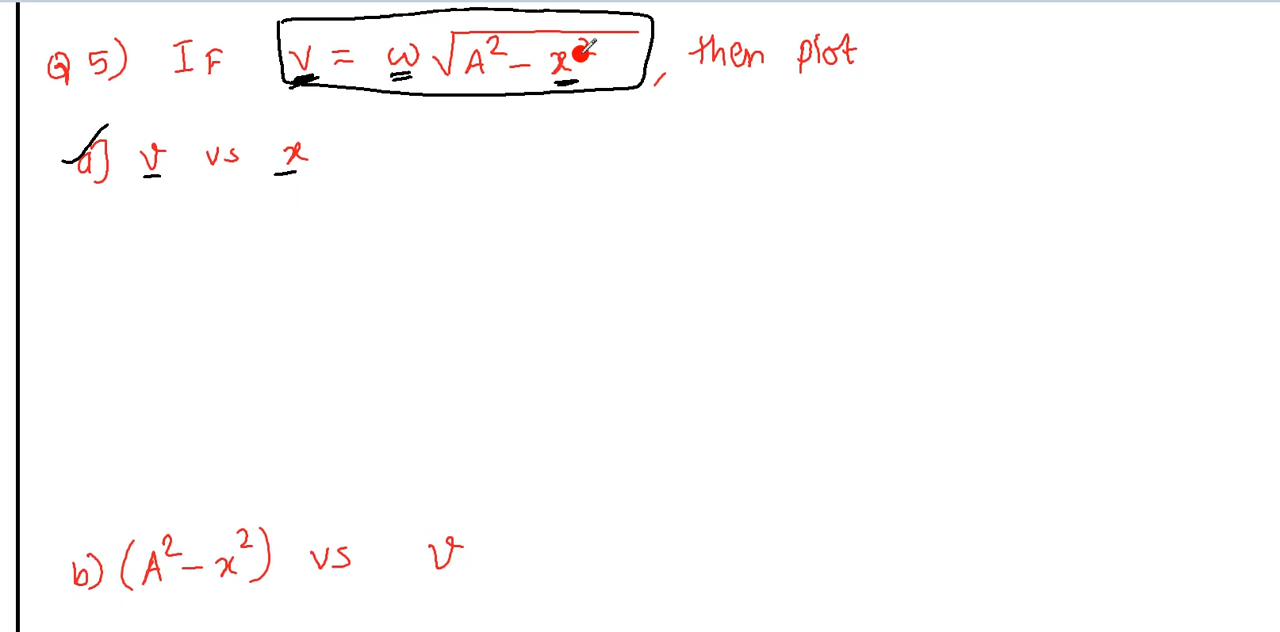 Q 5) IF v = ω √A² - x² , then plot
a] v vs x
b) (A² - x²) vs v